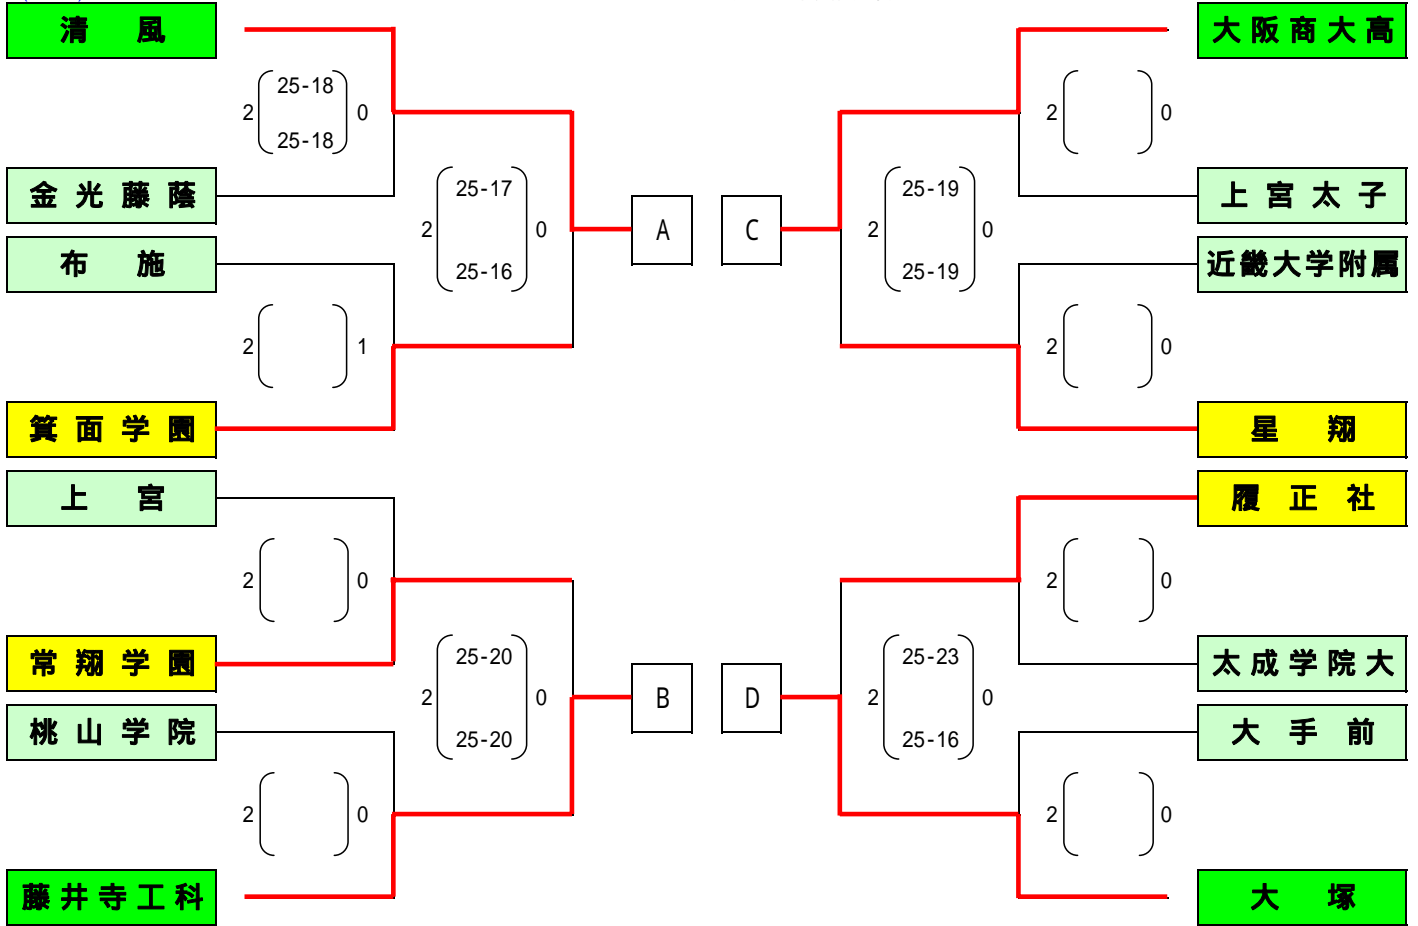 清風
大阪商大高
25-18
2 0
25-18
2 0
金光藤蔭
上宮太子
25-17
2 0
25-16
A
C
25-19
2 0
25-19
布施
近畿大学附属
2 1
2 0
箕面学園
星翔
上宮
履正社
2 0
2 0
常翔学園
太成学院大
25-20
2 0
25-20
B
D
25-23
2 0
25-16
桃山学院
大手前
2 0
2 0
藤井寺工科
大塚